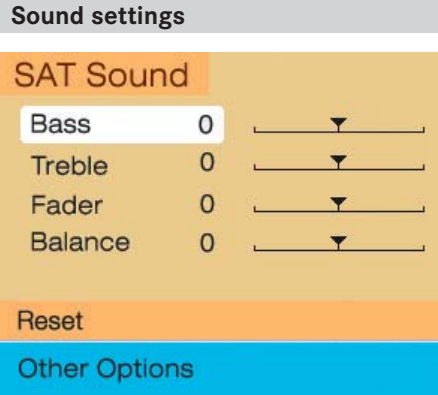 Sound settings
SAT Sound
Bass 0
Treble 0
Fader 0
Balance 0
Reset
Other Options